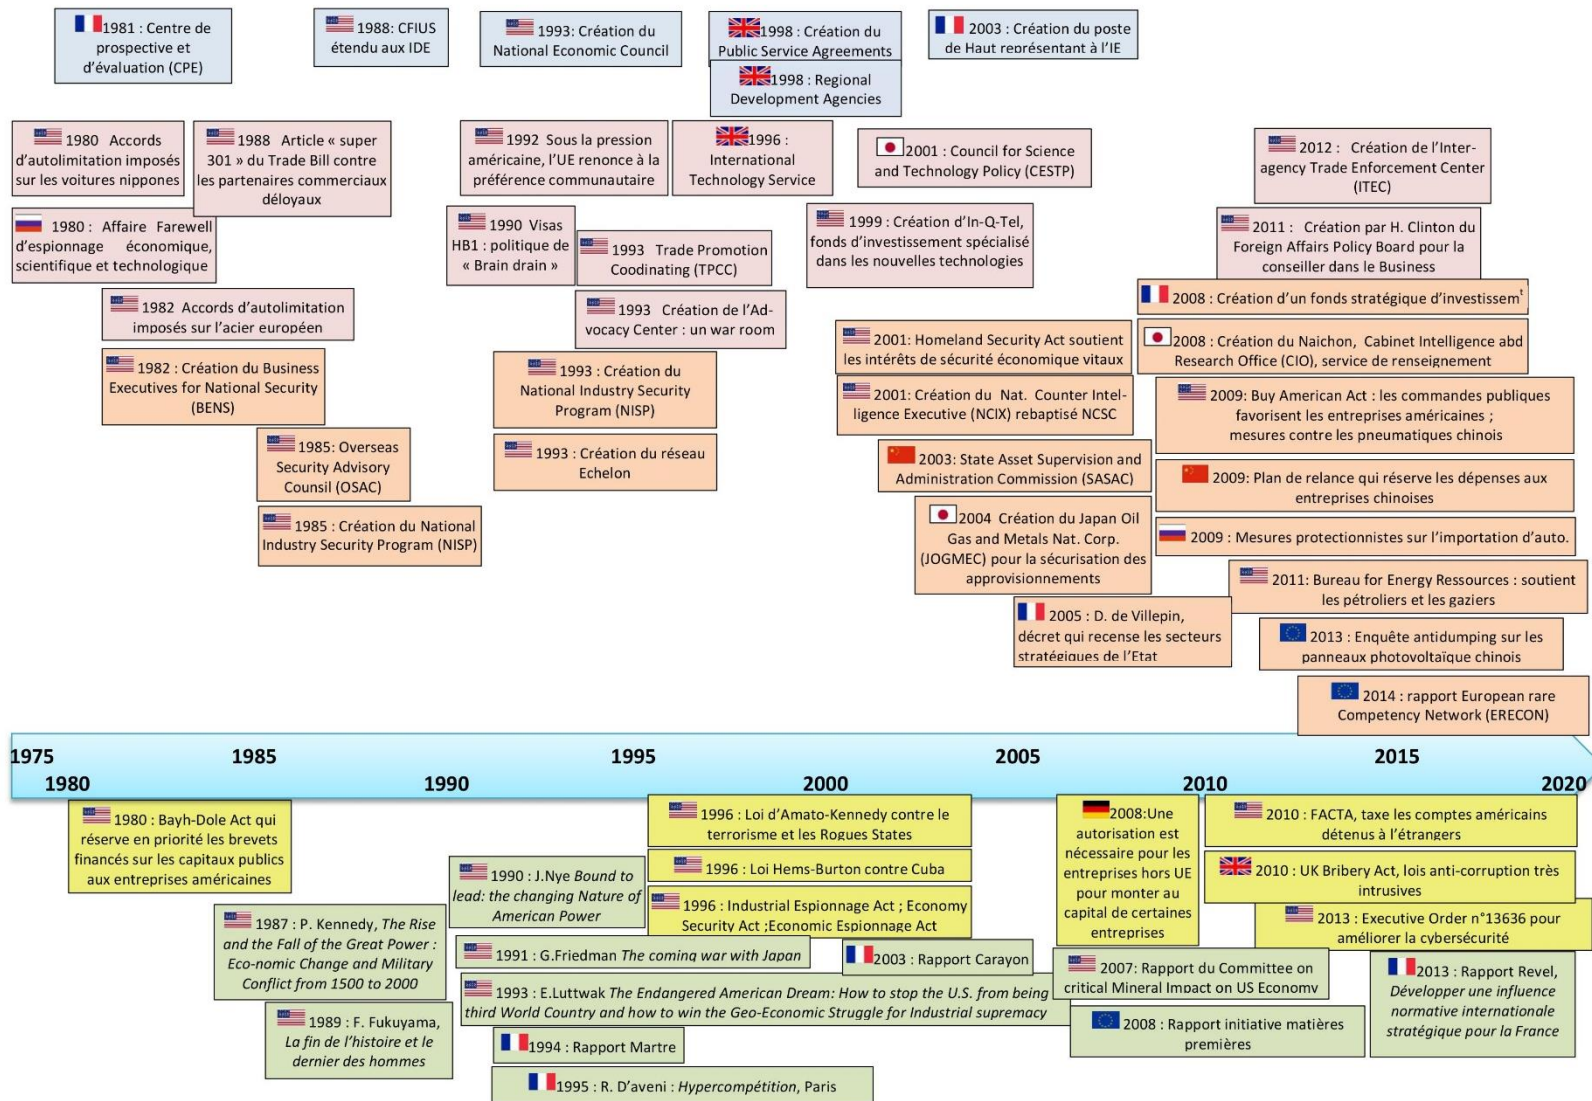 1981 : Centre de
prospective et
d’évaluation (CPE)
1988: CFIUS
étendu aux IDE
1993: Création du
National Economic Council
1998 : Création du
Public Service Agreements
1998 : Regional
Development Agencies
2003 : Création du poste
de Haut représentant à l’IE
1980 Accords
d’autolimitation imposés
sur les voitures nippones
1988 Article « super
301 » du Trade Bill contre
les partenaires commerciaux
déloyaux
1992 Sous la pression
américaine, l’UE renonce à la
préférence communautaire
1996 :
International
Technology Service
2001 : Council for Science
and Technology Policy (CESTP)
2012 : Création de l’Inter-
agency Trade Enforcement Center
(ITEC)
1980 : Affaire Farewell
d’espionnage économique,
scientifique et technologique
1990 Visas
HB1 : politique de
« Brain drain »
1993 Trade Promotion
Coodinating (TPCC)
1999 : Création d’In-Q-Tel,
fonds d’investissement spécialisé
dans les nouvelles technologies
2011 : Création par H. Clinton du
Foreign Affairs Policy Board pour la
conseiller dans le Business
1982 Accords d’autolimitation
imposés sur l’acier européen
1993 Création de l’Ad-
vocacy Center : un war room
2008 : Création d’un fonds stratégique d’investissemᵗ
1982 : Création du Business
Executives for National Security
(BENS)
1993 : Création du
National Industry Security
Program (NISP)
2001: Homeland Security Act soutient
les intérêts de sécurité économique vitaux
2008 : Création du Naichon, Cabinet Intelligence abd
Research Office (CIO), service de renseignement
2001: Création du Nat. Counter Intel-
ligence Executive (NCIX) rebaptisé NCSC
2009: Buy American Act : les commandes publiques
favorisent les entreprises américaines ;
mesures contre les pneumatiques chinois
1985: Overseas
Security Advisory
Counsil (OSAC)
1993 : Création du réseau
Echelon
2003: State Asset Supervision and
Administration Commission (SASAC)
2009: Plan de relance qui réserve les dépenses aux
entreprises chinoises
1985 : Création du National
Industry Security Program (NISP)
2004 Création du Japan Oil
Gas and Metals Nat. Corp.
(JOGMEC) pour la sécurisation des
approvisionnements
2009 : Mesures protectionnistes sur l’importation d’auto.
2011: Bureau for Energy Ressources : soutient
les pétroliers et les gaziers
2005 : D. de Villepin,
décret qui recense les secteurs
stratégiques de l’Etat
2013 : Enquête antidumping sur les
panneaux photovoltaïque chinois
2014 : rapport European rare
Competency Network (ERECON)
1975 1985 1995 2005 2015
1980 1990 2000 2010 2020
1980 : Bayh-Dole Act qui
réserve en priorité les brevets
financés sur les capitaux publics
aux entreprises américaines
1996 : Loi d’Amato-Kennedy contre
le terrorisme et les Rogues States
2008:Une
autorisation est
nécessaire pour les
entreprises hors UE
pour monter au
capital de certaines
entreprises
2010 : FACTA, taxe les comptes américains
détenus à l’étrangers
1990 : J.Nye Bound to
lead: the changing Nature of
American Power
1996 : Loi Hems-Burton contre Cuba
2010 : UK Bribery Act, lois anti-corruption très
intrusives
1996 : Industrial Espionnage Act ; Economy
Security Act ;Economic Espionnage Act
1987 : P. Kennedy, The Rise
and the Fall of the Great Power :
Eco-nomic Change and Military
Conflict from 1500 to 2000
2013 : Executive Order n°13636 pour
améliorer la cybersécurité
1991 : G.Friedman The coming war with Japan
2003 : Rapport Carayon
2007: Rapport du Committee on
critical Mineral Impact on US Economy
2013 : Rapport Revel,
Développer une influence
normative internationale
stratégique pour la France
1993 : E.Luttwak The Endangered American Dream: How to stop the U.S. from being
third World Country and how to win the Geo-Economic Struggle for Industrial supremacy
1989 : F. Fukuyama,
La fin de l’histoire et le
dernier des hommes
2008 : Rapport initiative matières
premières
1994 : Rapport Martre
1995 : R. D’aveni : Hypercompétition, Paris